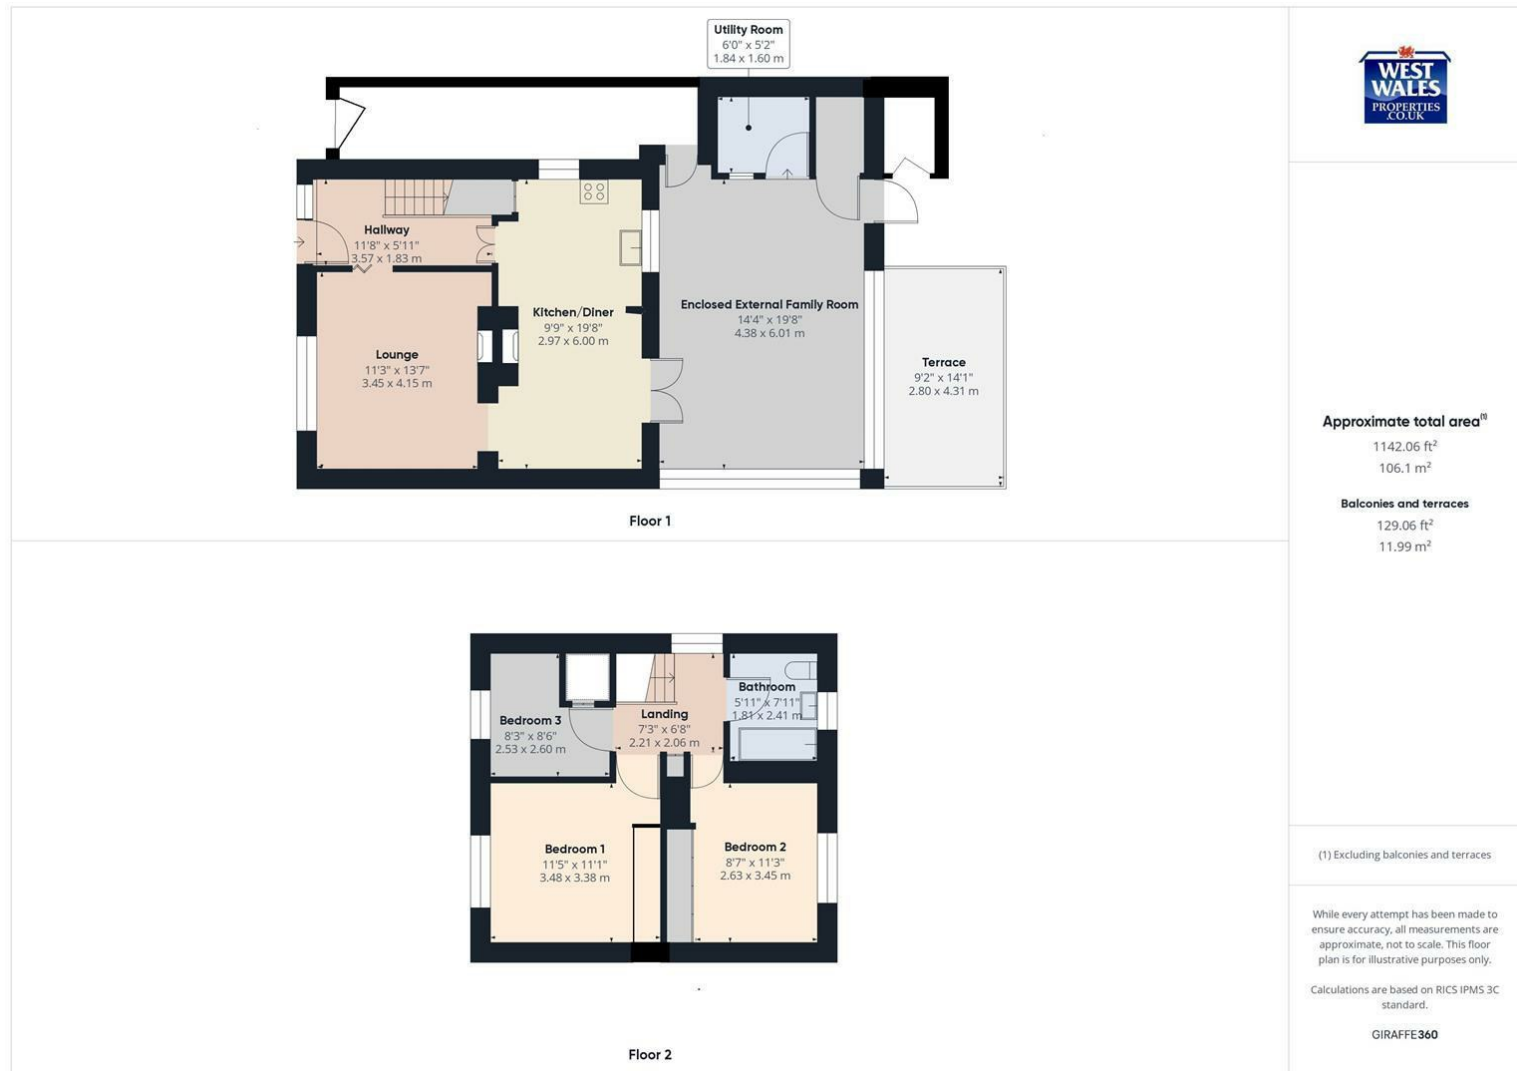 Utility Room
6'0" x 5'2"
1.84 x 1.60 m
Hallway
11'8" x 5'11"
3.57 x 1.83 m
Lounge
11'3" x 13'7"
3.45 x 4.15 m
Kitchen/Diner
9'9" x 19'8"
2.97 x 6.00 m
Enclosed External Family Room
14'4" x 19'8"
4.38 x 6.01 m
Terrace
9'2" x 14'1"
2.80 x 4.31 m
Floor 1
Bedroom 3
8'3" x 8'6"
2.53 x 2.60 m
Landing
7'3" x 6'8"
2.21 x 2.06 m
Bathroom
5'11" x 7'11"
1.81 x 2.41 m
Bedroom 1
11'5" x 11'1"
3.48 x 3.38 m
Bedroom 2
8'7" x 11'3"
2.63 x 3.45 m
Floor 2
WEST
WALES
PROPERTIES
.CO.UK
Approximate total area(1)
1142.06 ft²
106.1 m²
Balconies and terraces
129.06 ft²
11.99 m²
(1) Excluding balconies and terraces
While every attempt has been made to
ensure accuracy, all measurements are
approximate, not to scale. This floor
plan is for illustrative purposes only.
Calculations are based on RICS IPMS 3C
standard.
GIRAFFE360